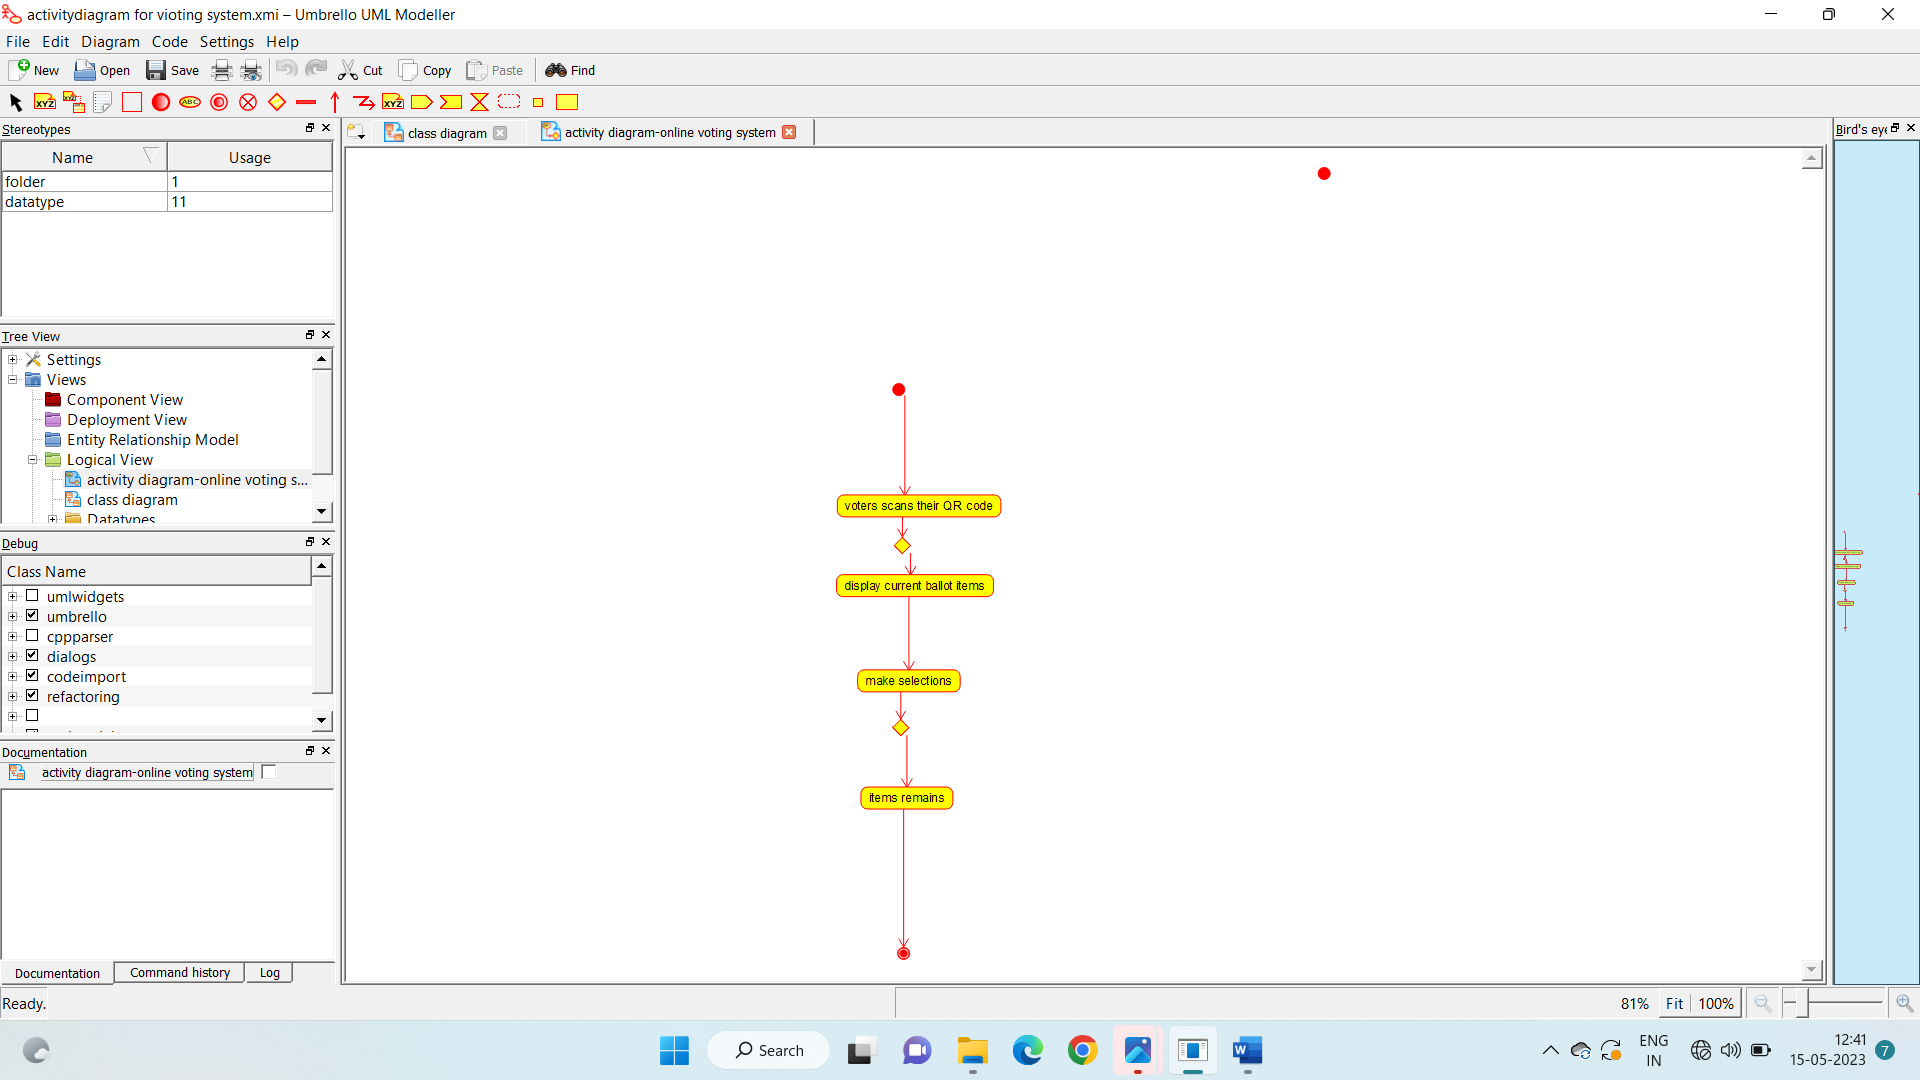 activitydiagram for vioting system.xmi – Umbrello UML Modeller
File Edit Diagram Code Settings Help
New Open Save Cut Copy Paste Find
XYZ XYZ ABC XYZ
Stereotypes
Name Usage
folder 1
datatype 11
Tree View
Settings
Views
Component View
Deployment View
Entity Relationship Model
Logical View
activity diagram-online voting s...
class diagram
Datatypes
Debug
Class Name
umlwidgets
umbrello
cppparser
dialogs
codeimport
refactoring
Documentation
activity diagram-online voting system
Documentation Command history Log
Ready.
class diagram activity diagram-online voting system
voters scans their QR code
display current ballot items
make selections
items remains
Bird's eye
81% Fit 100%
Search
ENG
IN
12:41
15-05-2023
7